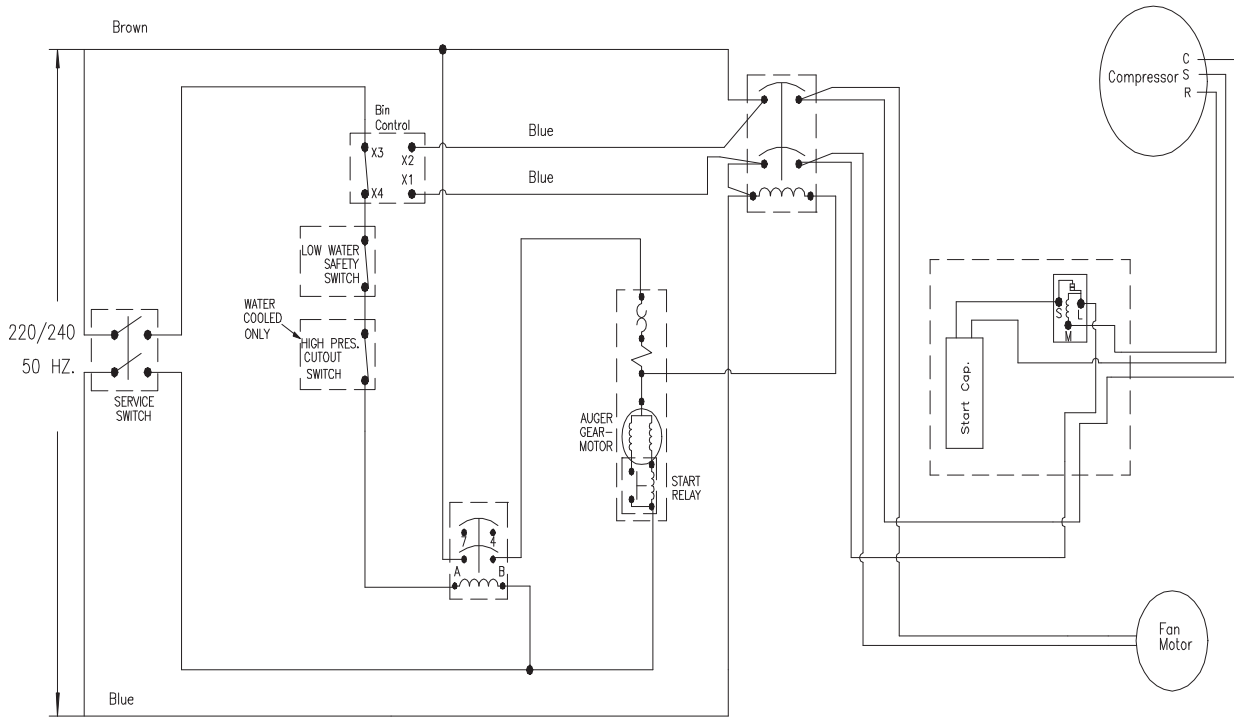 Brown
Compressor
C
S
R
Bin
Control
X3
X2
X1
X4
Blue
Blue
LOW WATER
SAFETY
SWITCH
WATER
COOLED
ONLY
HIGH PRES.
CUTOUT
SWITCH
220/240
50 HZ.
SERVICE
SWITCH
S
L
M
Start Cap.
AUGER
GEAR-
MOTOR
START
RELAY
7
4
A
B
Fan
Motor
Blue